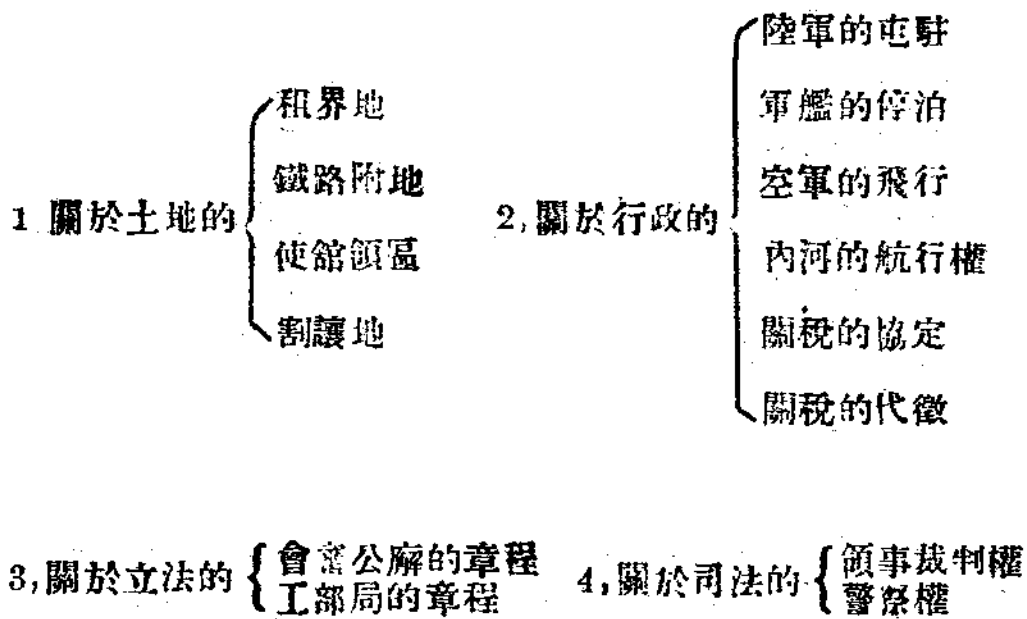 1 關於土地的
租界地
鐵路附地
使舘領區
割讓地
2,關於行政的
陸軍的屯駐
軍艦的停泊
空軍的飛行
內河的航行權
關稅的協定
關稅的代徵
3,關於立法的
會審公廨的章程
工部局的章程
4,關於司法的
領事裁判權
警察權